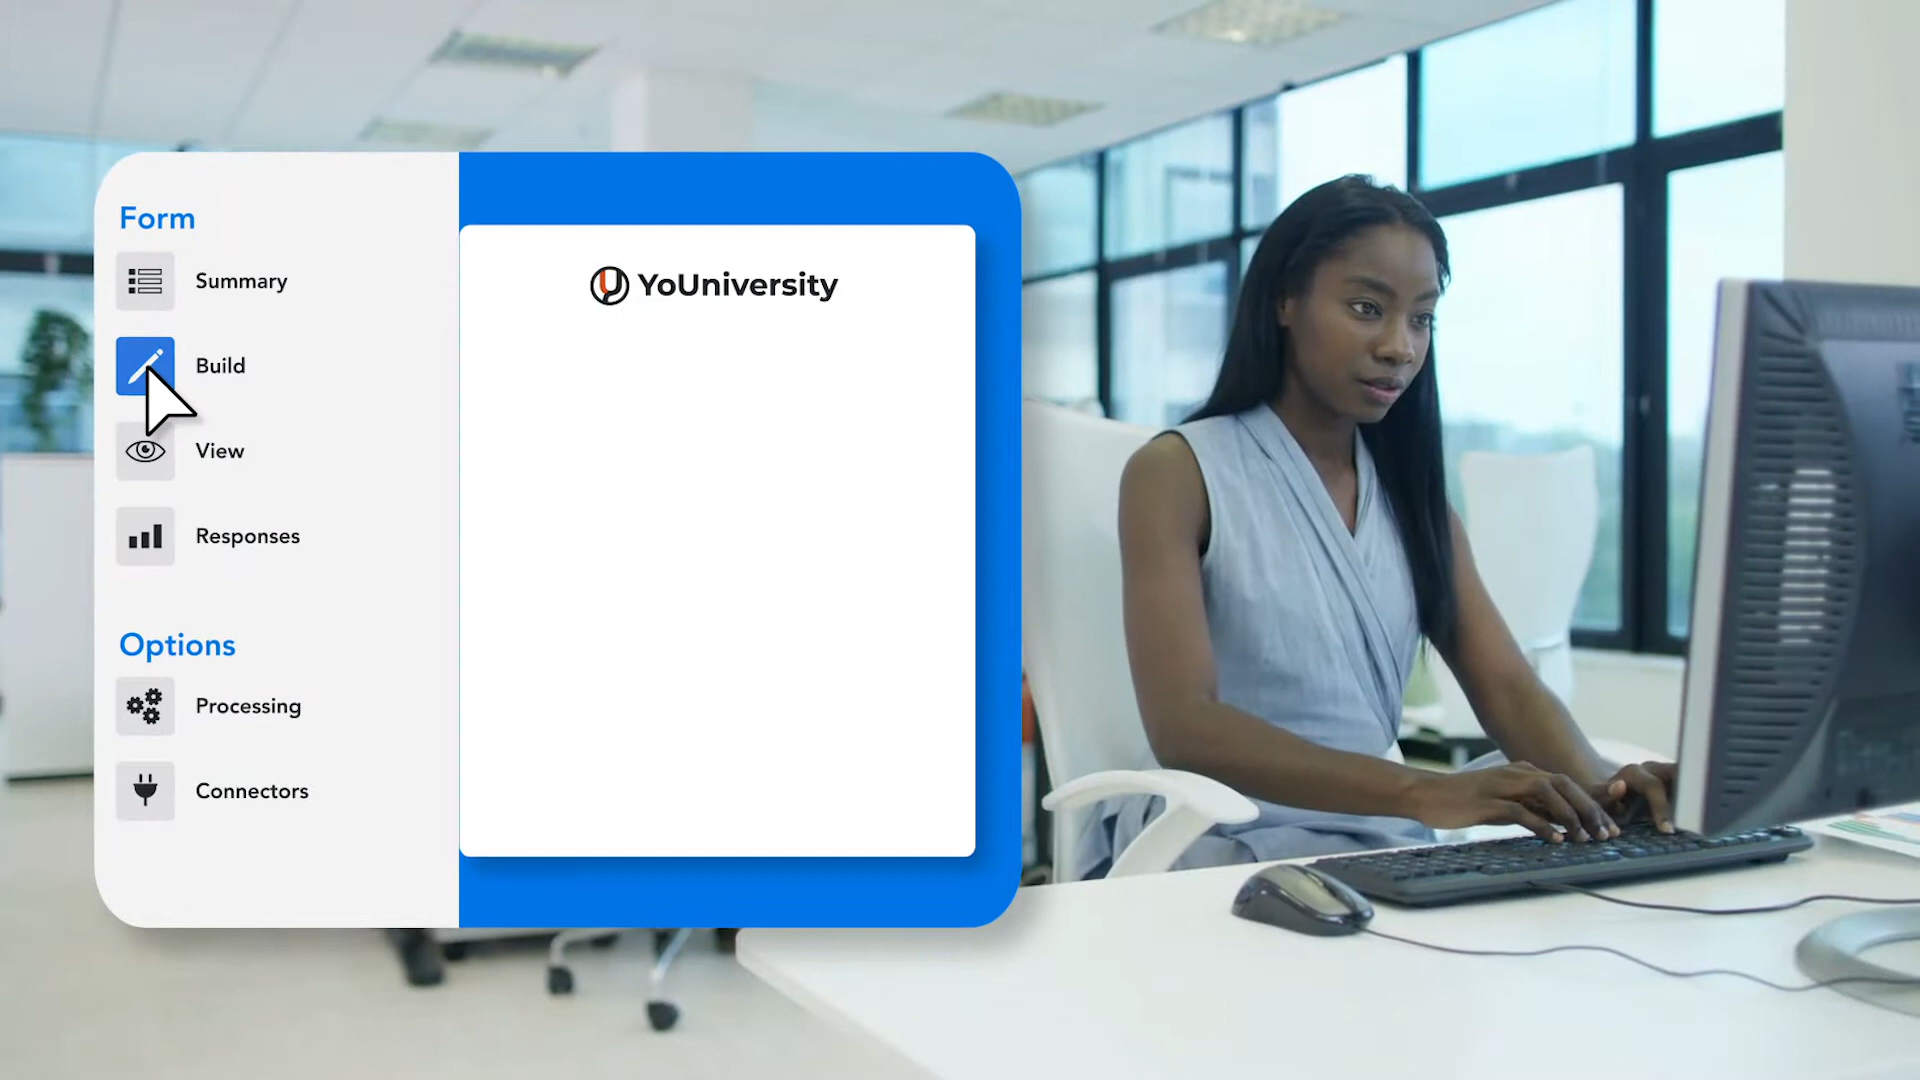 Form
Summary
Build
View
Responses
Options
Processing
Connectors
YoUniversity